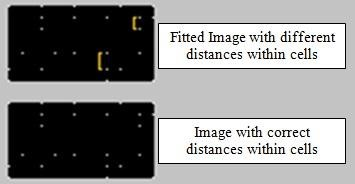 Fitted Image with different
distances within cells
Image with correct
distances within cells